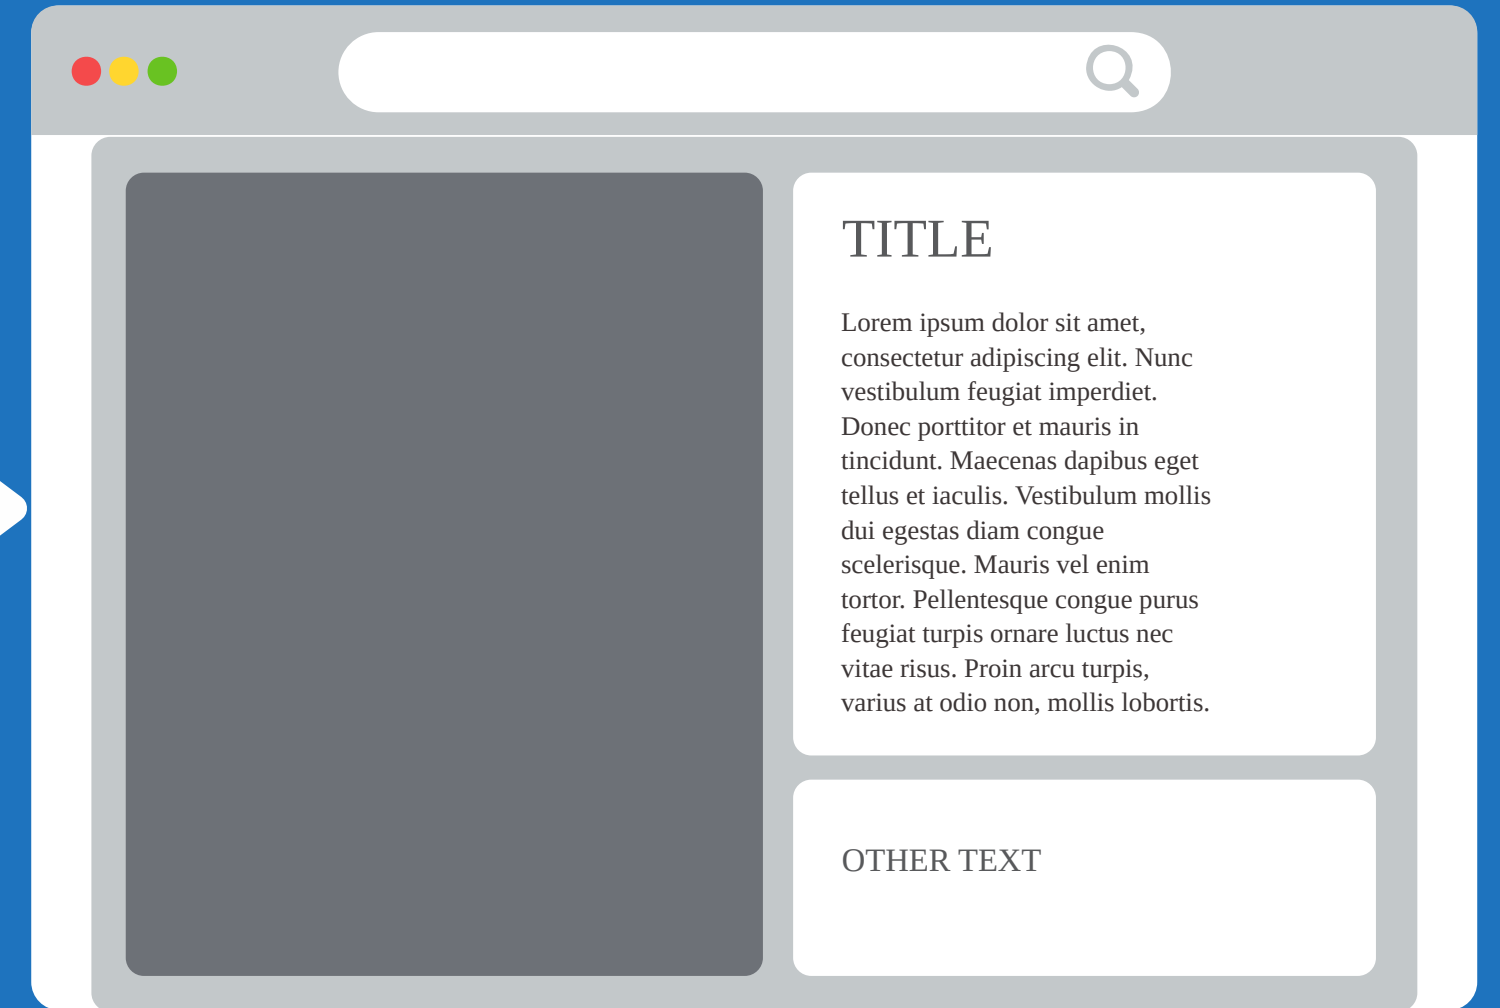 TITLE
Lorem ipsum dolor sit amet,
consectetur adipiscing elit. Nunc
vestibulum feugiat imperdiet.
Donec porttitor et mauris in
tincidunt. Maecenas dapibus eget
tellus et iaculis. Vestibulum mollis
dui egestas diam congue
scelerisque. Mauris vel enim
tortor. Pellentesque congue purus
feugiat turpis ornare luctus nec
vitae risus. Proin arcu turpis,
varius at odio non, mollis lobortis.
OTHER TEXT